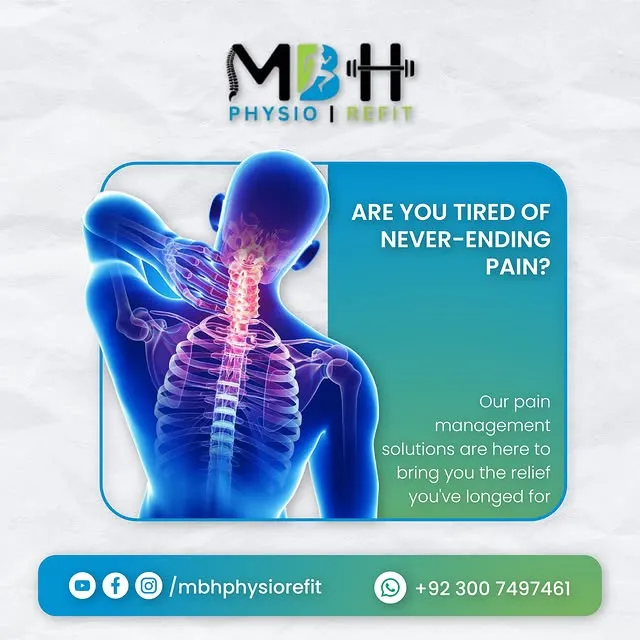 MBH
PHYSIO | REFIT
ARE YOU TIRED OF
NEVER-ENDING
PAIN?
Our pain
management
solutions are here to
bring you the relief
you've longed for
/mbhphysiorefit
+92 300 7497461